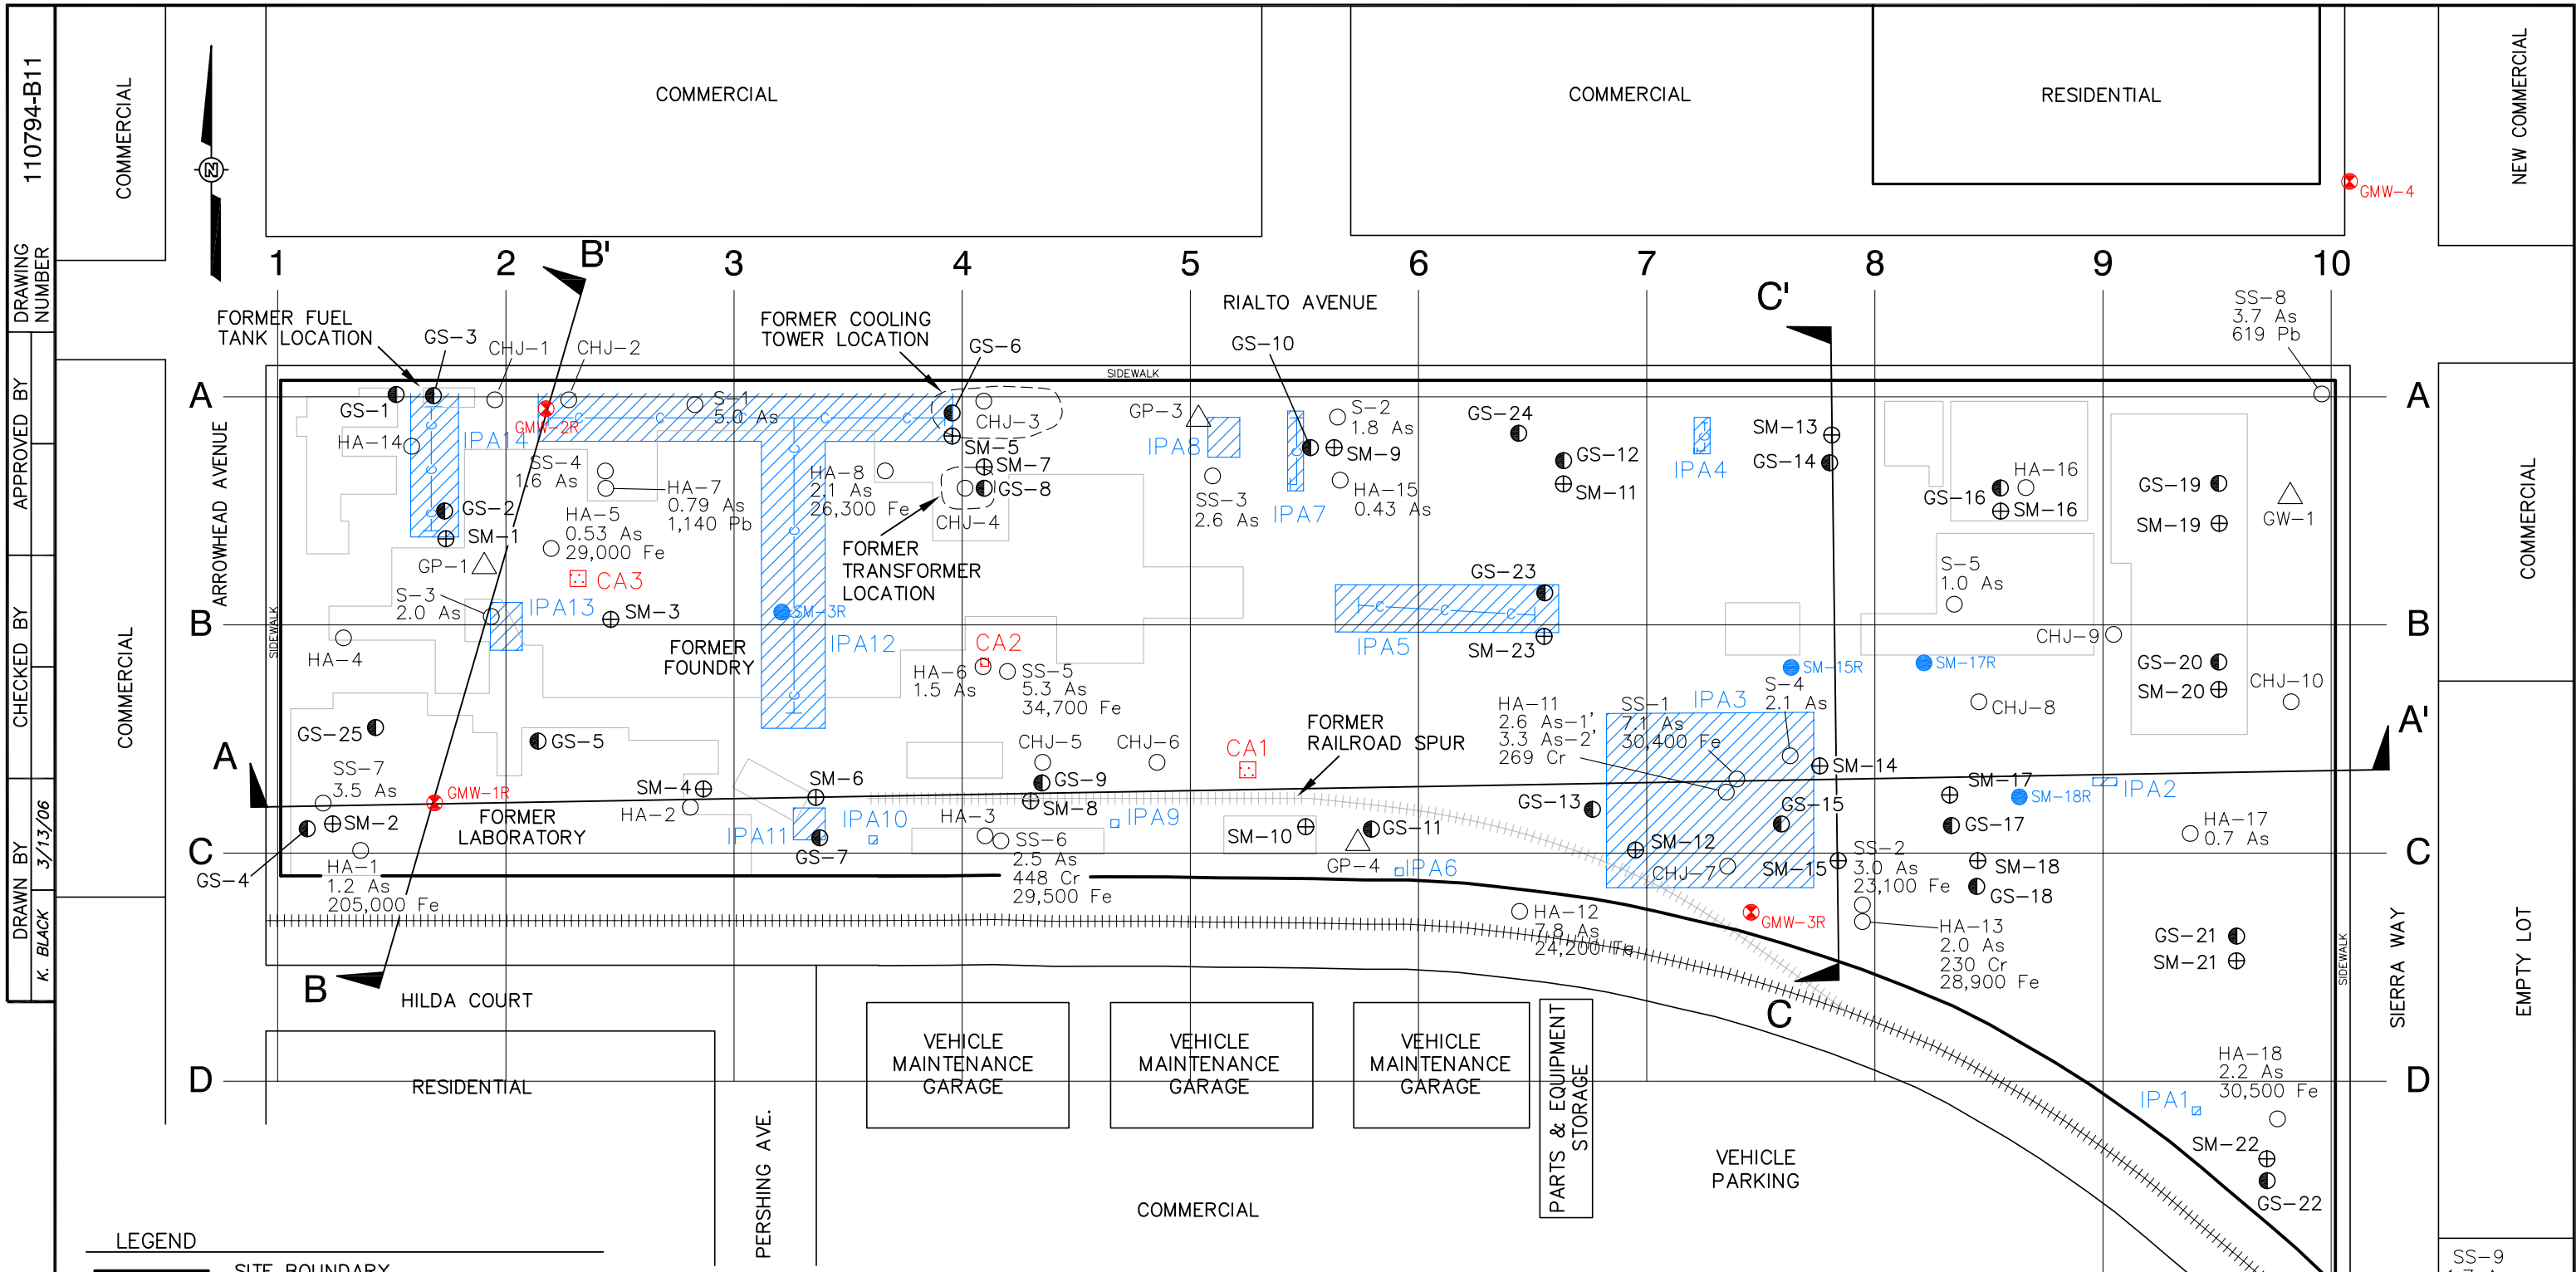 DRAWING NUMBER
110794-B11
APPROVED BY
CHECKED BY
DRAWN BY
K. BLACK
3/13/06
COMMERCIAL
COMMERCIAL
COMMERCIAL
RESIDENTIAL
NEW COMMERCIAL
N
GMW-4
1
2
B'
3
4
5
6
7
C'
8
9
10
FORMER FUEL
TANK LOCATION
GS-3
CHJ-1
CHJ-2
FORMER COOLING
TOWER LOCATION
GS-6
RIALTO AVENUE
GS-10
SS-8
3.7 As
619 Pb
SIDEWALK
A
A
GS-1
S-1
5.0 As
CHJ-3
GP-3
S-2
1.8 As
GS-24
SM-13
HA-14
IPA14
GMW-2R
SM-5
IPA8
SM-9
GS-12
IPA4
GS-14
SS-4
1.6 As
HA-7
0.79 As
1,140 Pb
HA-8
2.1 As
26,300 Fe
SM-7
GS-8
CHJ-4
SS-3
2.6 As
IPA7
HA-15
0.43 As
SM-11
HA-16
GS-16
SM-16
GS-19
SM-19
GW-1
COMMERCIAL
ARROWHEAD AVENUE
GS-2
SM-1
HA-5
0.53 As
29,000 Fe
FORMER
TRANSFORMER
LOCATION
GP-1
CA3
GS-23
S-5
1.0 As
S-3
2.0 As
IPA13
SM-3
SM-3R
B
B
SIDEWALK
COMMERCIAL
HA-4
FORMER
FOUNDRY
IPA12
CA2
HA-6
1.5 As
SS-5
5.3 As
34,700 Fe
IPA5
SM-23
SM-15R
SM-17R
CHJ-9
GS-20
SM-20
CHJ-10
GS-25
GS-5
CHJ-5
CHJ-6
CA1
FORMER
RAILROAD SPUR
HA-11
2.6 As-1'
3.3 As-2'
269 Cr
SS-1
7.1 As
30,400 Fe
IPA3
S-4
2.1 As
CHJ-8
A'
A
SS-7
3.5 As
GMW-1R
SM-4
HA-2
SM-6
GS-9
SM-8
SM-14
SM-17
SM-18R
IPA2
GS-4
SM-2
FORMER
LABORATORY
IPA11
IPA10
HA-3
IPA9
SM-10
GS-11
GS-13
GS-15
GS-17
HA-17
0.7 As
C
C
HA-1
1.2 As
205,000 Fe
GS-7
SS-6
2.5 As
448 Cr
29,500 Fe
GP-4
IPA6
SM-12
CHJ-7
SM-15
SS-2
3.0 As
23,100 Fe
SM-18
GS-18
HA-12
7.8 As
24,200 Fe
GMW-3R
HA-13
2.0 As
230 Cr
28,900 Fe
GS-21
SM-21
SIDEWALK
SIERRA WAY
EMPTY LOT
B
HILDA COURT
C
VEHICLE
MAINTENANCE
GARAGE
VEHICLE
MAINTENANCE
GARAGE
VEHICLE
MAINTENANCE
GARAGE
PARTS & EQUIPMENT
STORAGE
D
D
RESIDENTIAL
HA-18
2.2 As
30,500 Fe
IPA1
SM-22
GS-22
PERSHING AVE.
COMMERCIAL
VEHICLE
PARKING
LEGEND
SITE BOUNDARY
SS-9